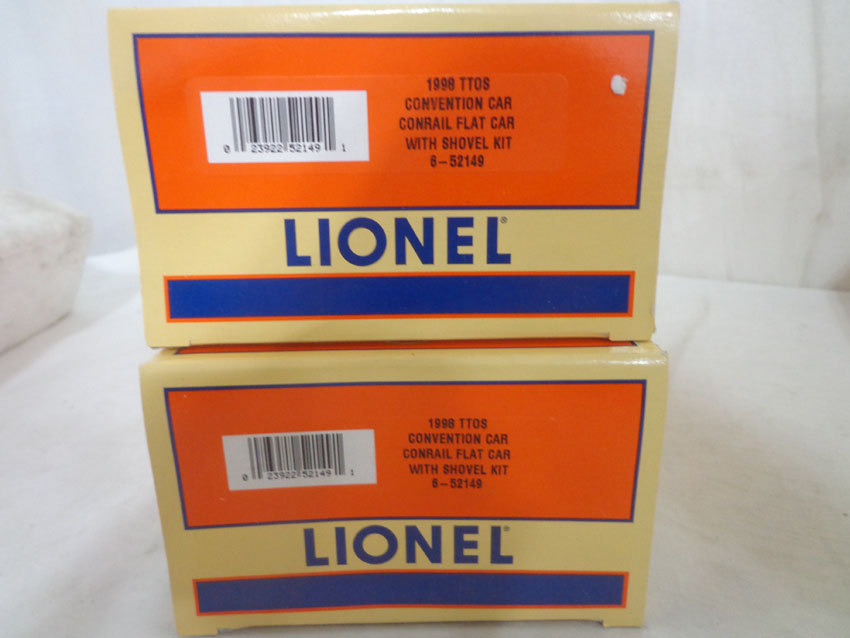 1998 TTOS
CONVENTION CAR
CONRAIL FLAT CAR
WITH SHOVEL KIT
6-52149
0 23922 52149 1
LIONEL®
1998 TTOS
CONVENTION CAR
CONRAIL FLAT CAR
WITH SHOVEL KIT
6-52149
0 23922 52149 1
LIONEL®